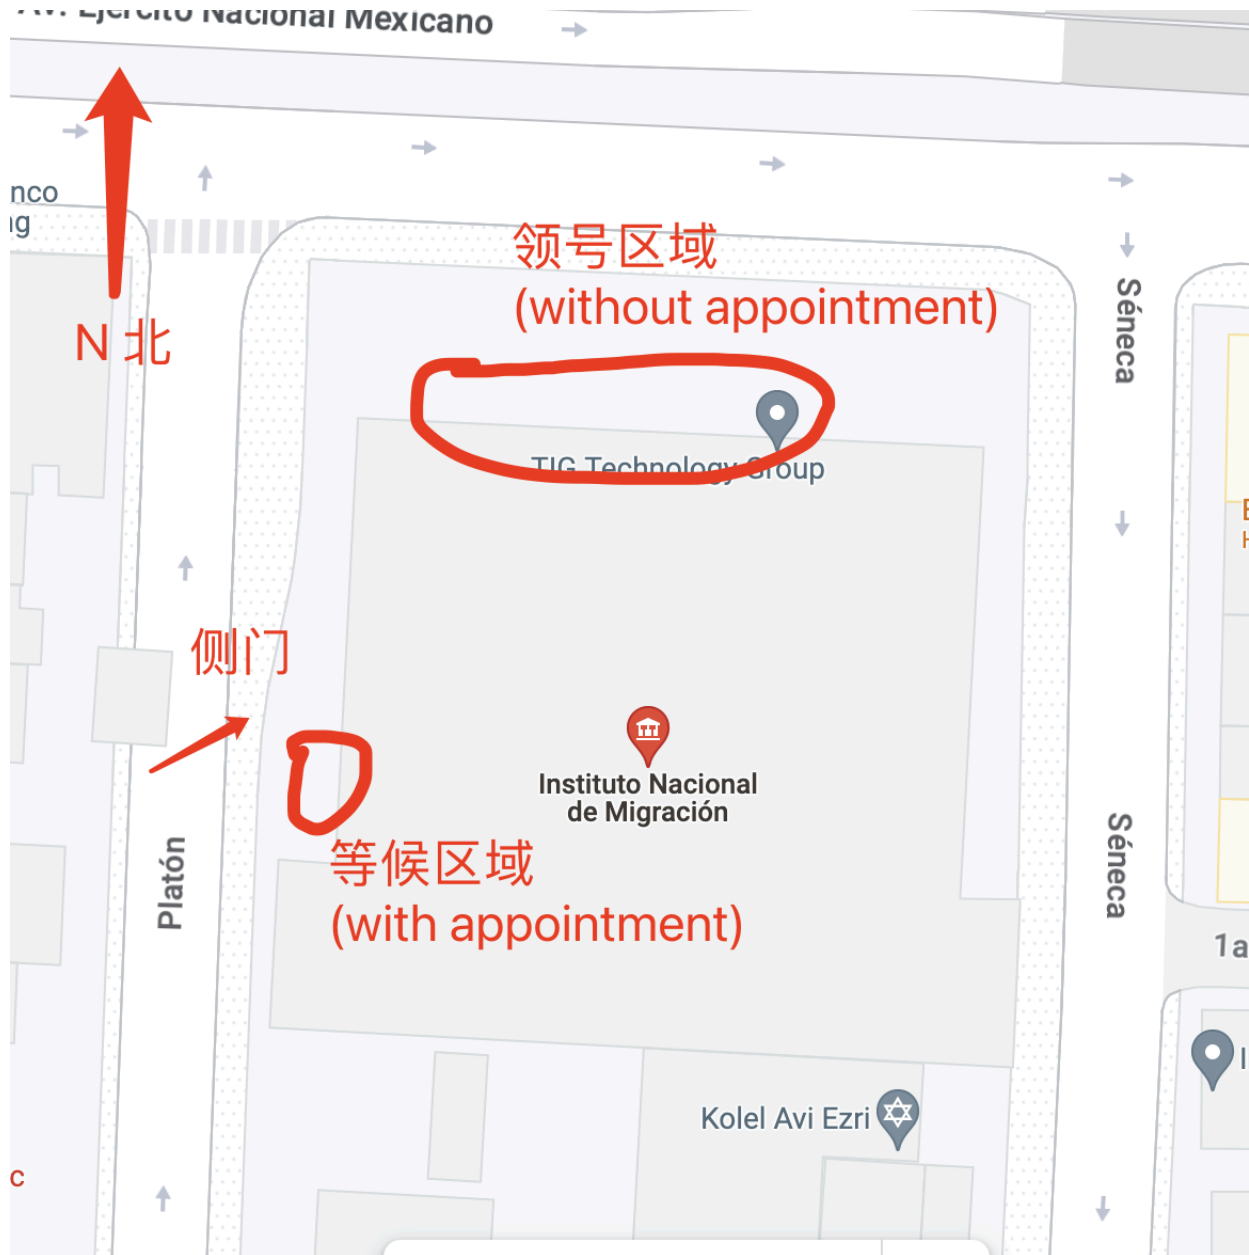 Av. Ejército Nacional Mexicano
nco
ng
领号区域
(without appointment)
N 北
Séneca
TIG Technology Group
侧门
Instituto Nacional
de Migración
等候区域
(with appointment)
Platón
Séneca
1a
Kolel Avi Ezri